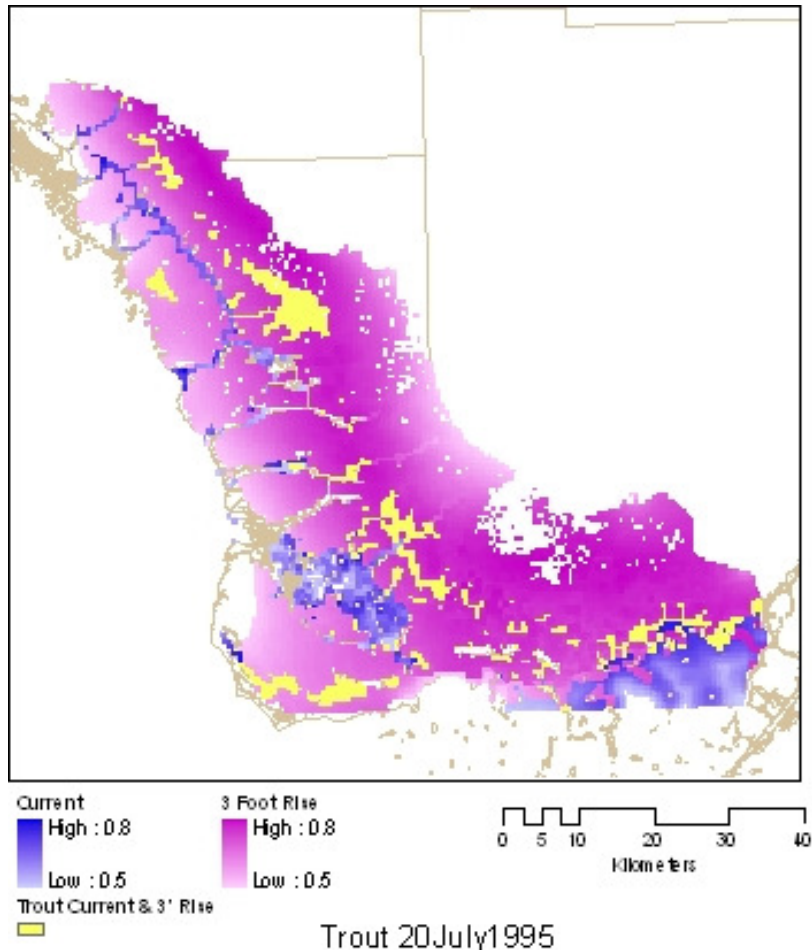 Current
High : 0.8
Low : 0.5
3 Foot Rise
High : 0.8
Low : 0.5
Trout Current & 3' Rise
0 5 10 20 30 40
Kilometers
Trout 20July1995